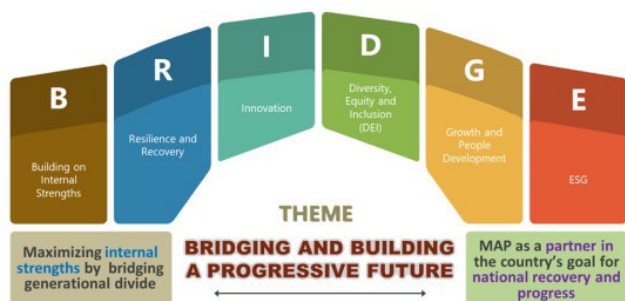 B
R
I
D
G
E
Building on
Internal
Strengths
Resilience and
Recovery
Innovation
Diversity,
Equity and
Inclusion
(DEI)
Growth and
People
Development
ESG
THEME
BRIDGING AND BUILDING
A PROGRESSIVE FUTURE
Maximizing internal
strengths by bridging
generational divide
MAP as a partner in
the country's goal for
national recovery and
progress